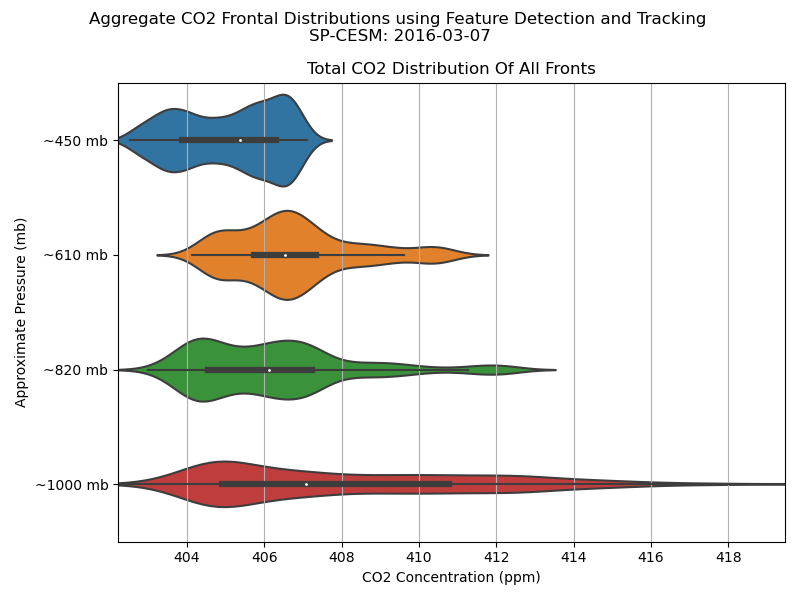 Aggregate CO2 Frontal Distributions using Feature Detection and Tracking
SP-CESM: 2016-03-07
Total CO2 Distribution Of All Fronts
~450 mb
~610 mb
~820 mb
~1000 mb
Approximate Pressure (mb)
404 406 408 410 412 414 416 418
CO2 Concentration (ppm)